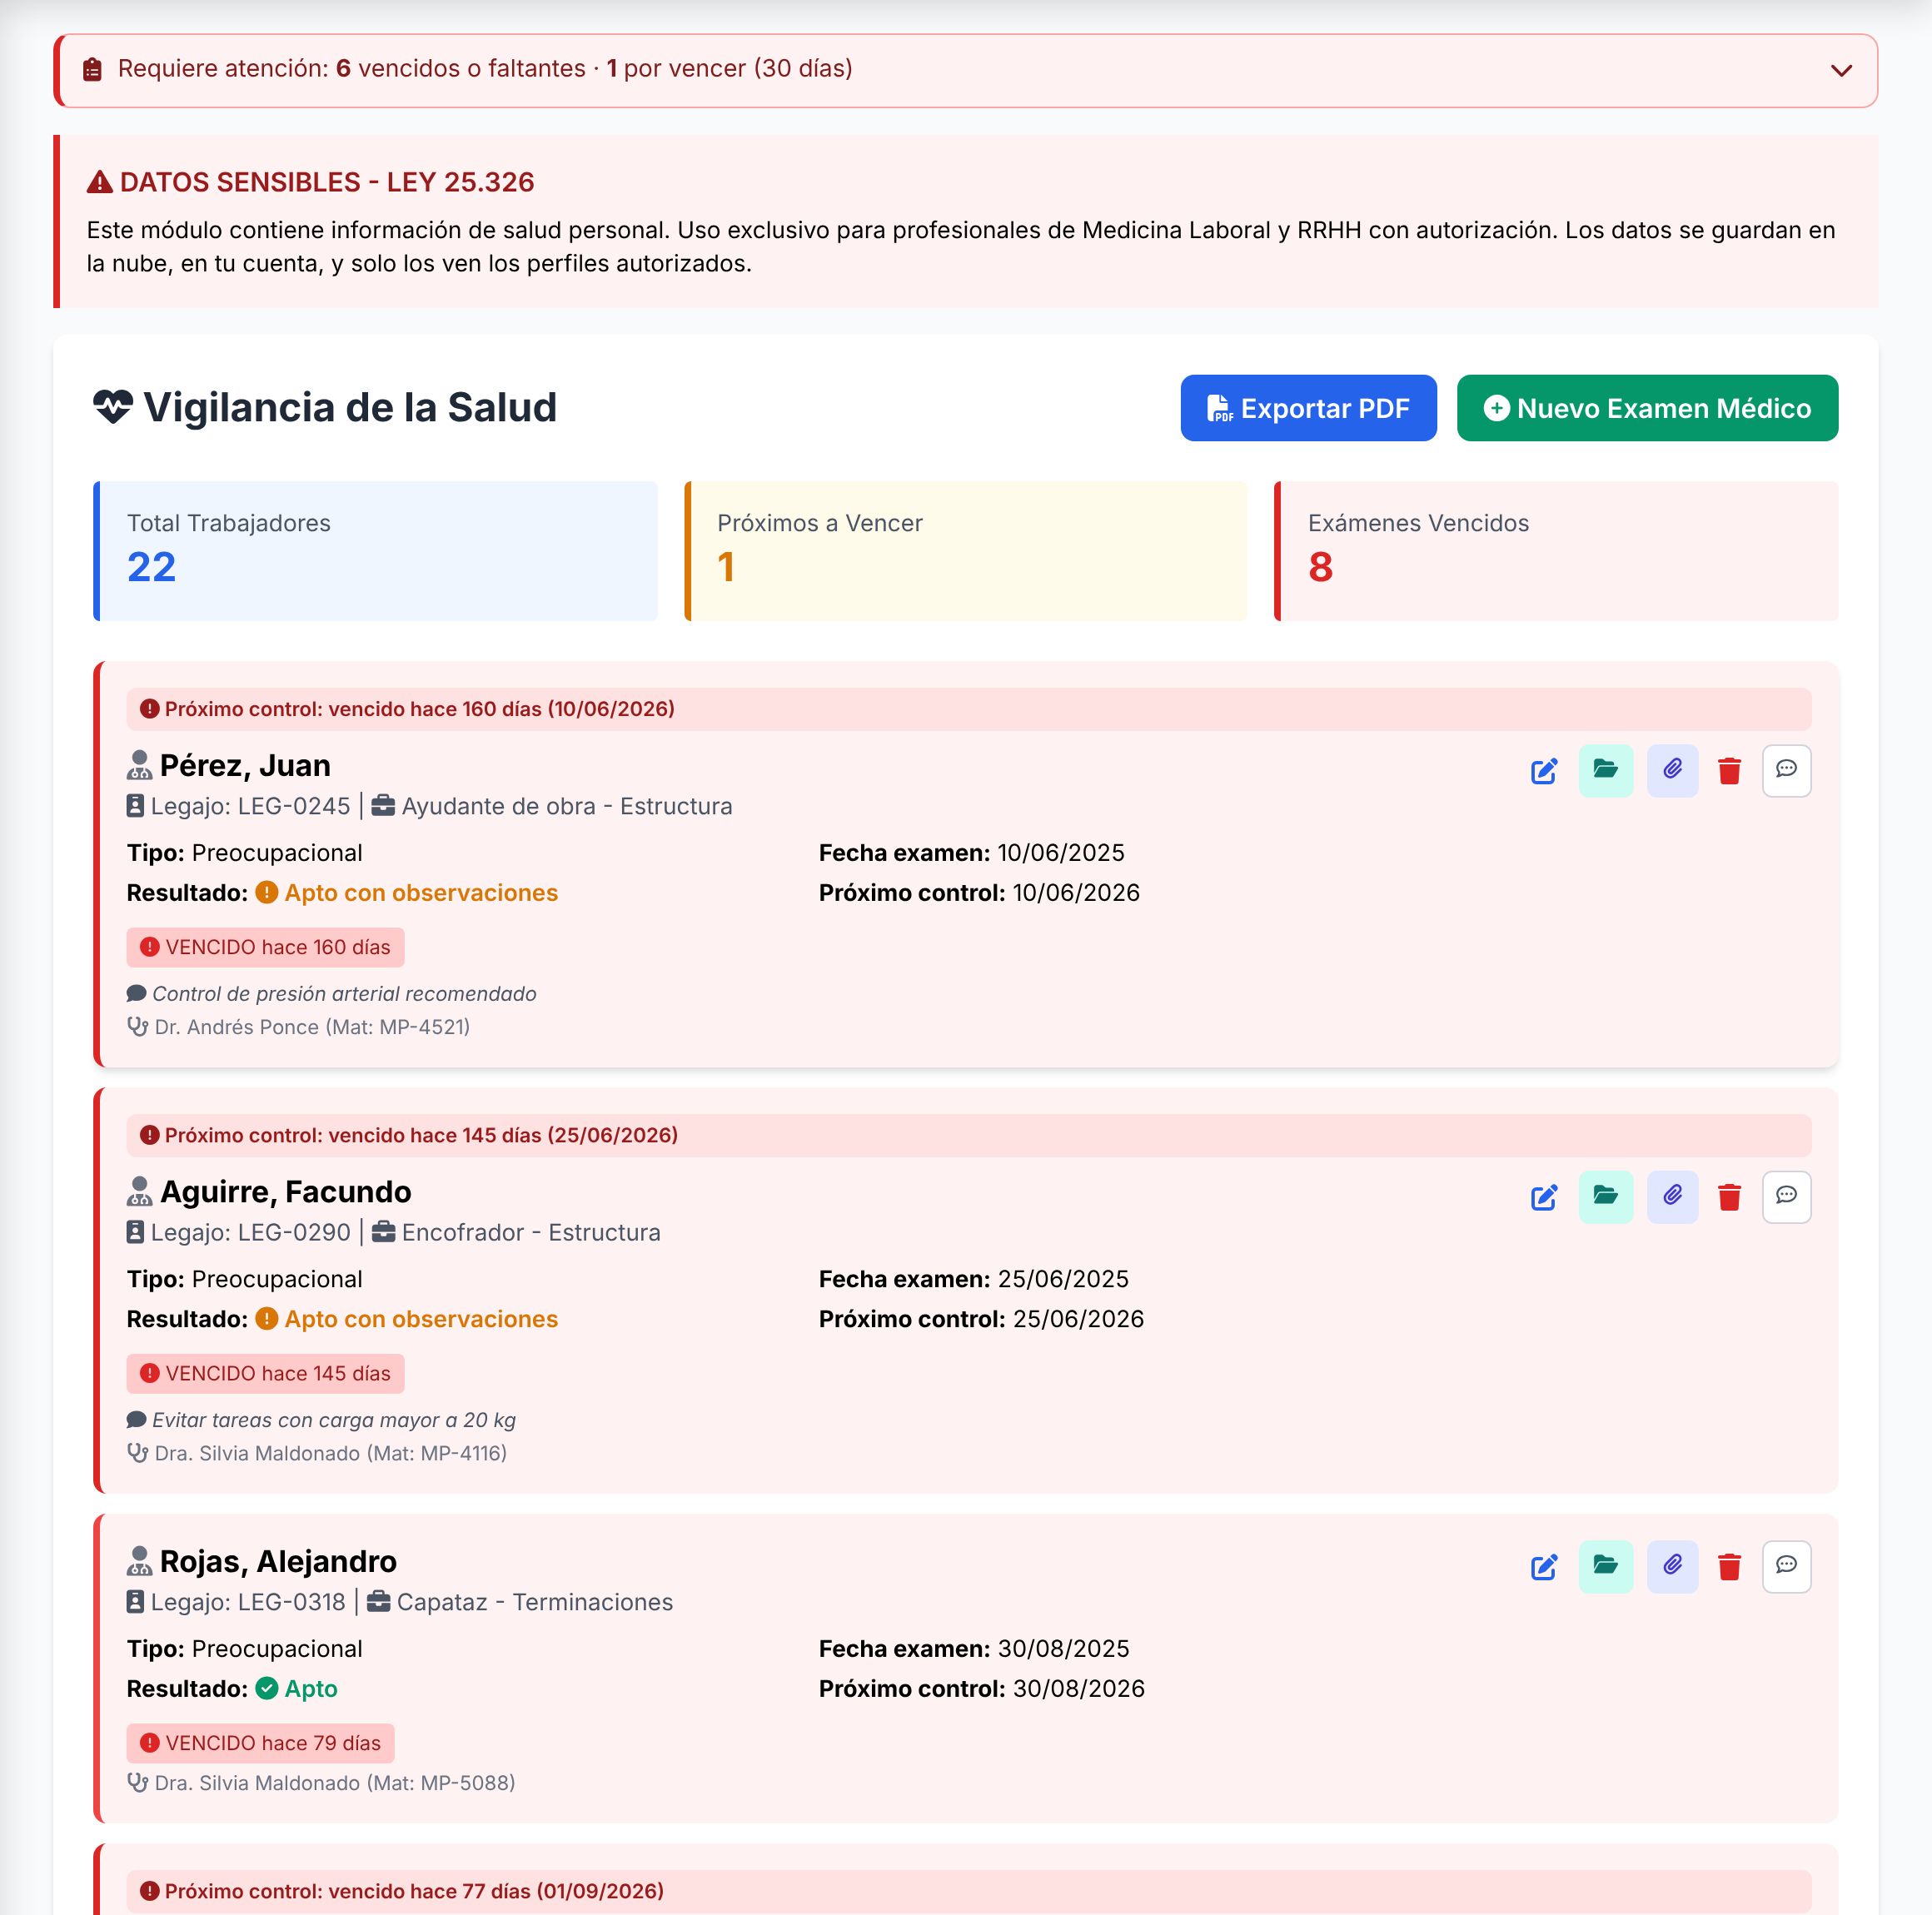 Requiere atención: 6 vencidos o faltantes · 1 por vencer (30 días)
DATOS SENSIBLES - LEY 25.326
Este módulo contiene información de salud personal. Uso exclusivo para profesionales de Medicina Laboral y RRHH con autorización. Los datos se guardan en
la nube, en tu cuenta, y solo los ven los perfiles autorizados.
Vigilancia de la Salud
PDF Exportar PDF
Nuevo Examen Médico
Total Trabajadores
22
Próximos a Vencer
1
Exámenes Vencidos
8
Próximo control: vencido hace 160 días (10/06/2026)
Pérez, Juan
Legajo: LEG-0245 | Ayudante de obra - Estructura
Tipo: Preocupacional
Fecha examen: 10/06/2025
Resultado: Apto con observaciones
Próximo control: 10/06/2026
VENCIDO hace 160 días
Control de presión arterial recomendado
Dr. Andrés Ponce (Mat: MP-4521)
Próximo control: vencido hace 145 días (25/06/2026)
Aguirre, Facundo
Legajo: LEG-0290 | Encofrador - Estructura
Tipo: Preocupacional
Fecha examen: 25/06/2025
Resultado: Apto con observaciones
Próximo control: 25/06/2026
VENCIDO hace 145 días
Evitar tareas con carga mayor a 20 kg
Dra. Silvia Maldonado (Mat: MP-4116)
Rojas, Alejandro
Legajo: LEG-0318 | Capataz - Terminaciones
Tipo: Preocupacional
Fecha examen: 30/08/2025
Resultado: Apto
Próximo control: 30/08/2026
VENCIDO hace 79 días
Dra. Silvia Maldonado (Mat: MP-5088)
Próximo control: vencido hace 77 días (01/09/2026)